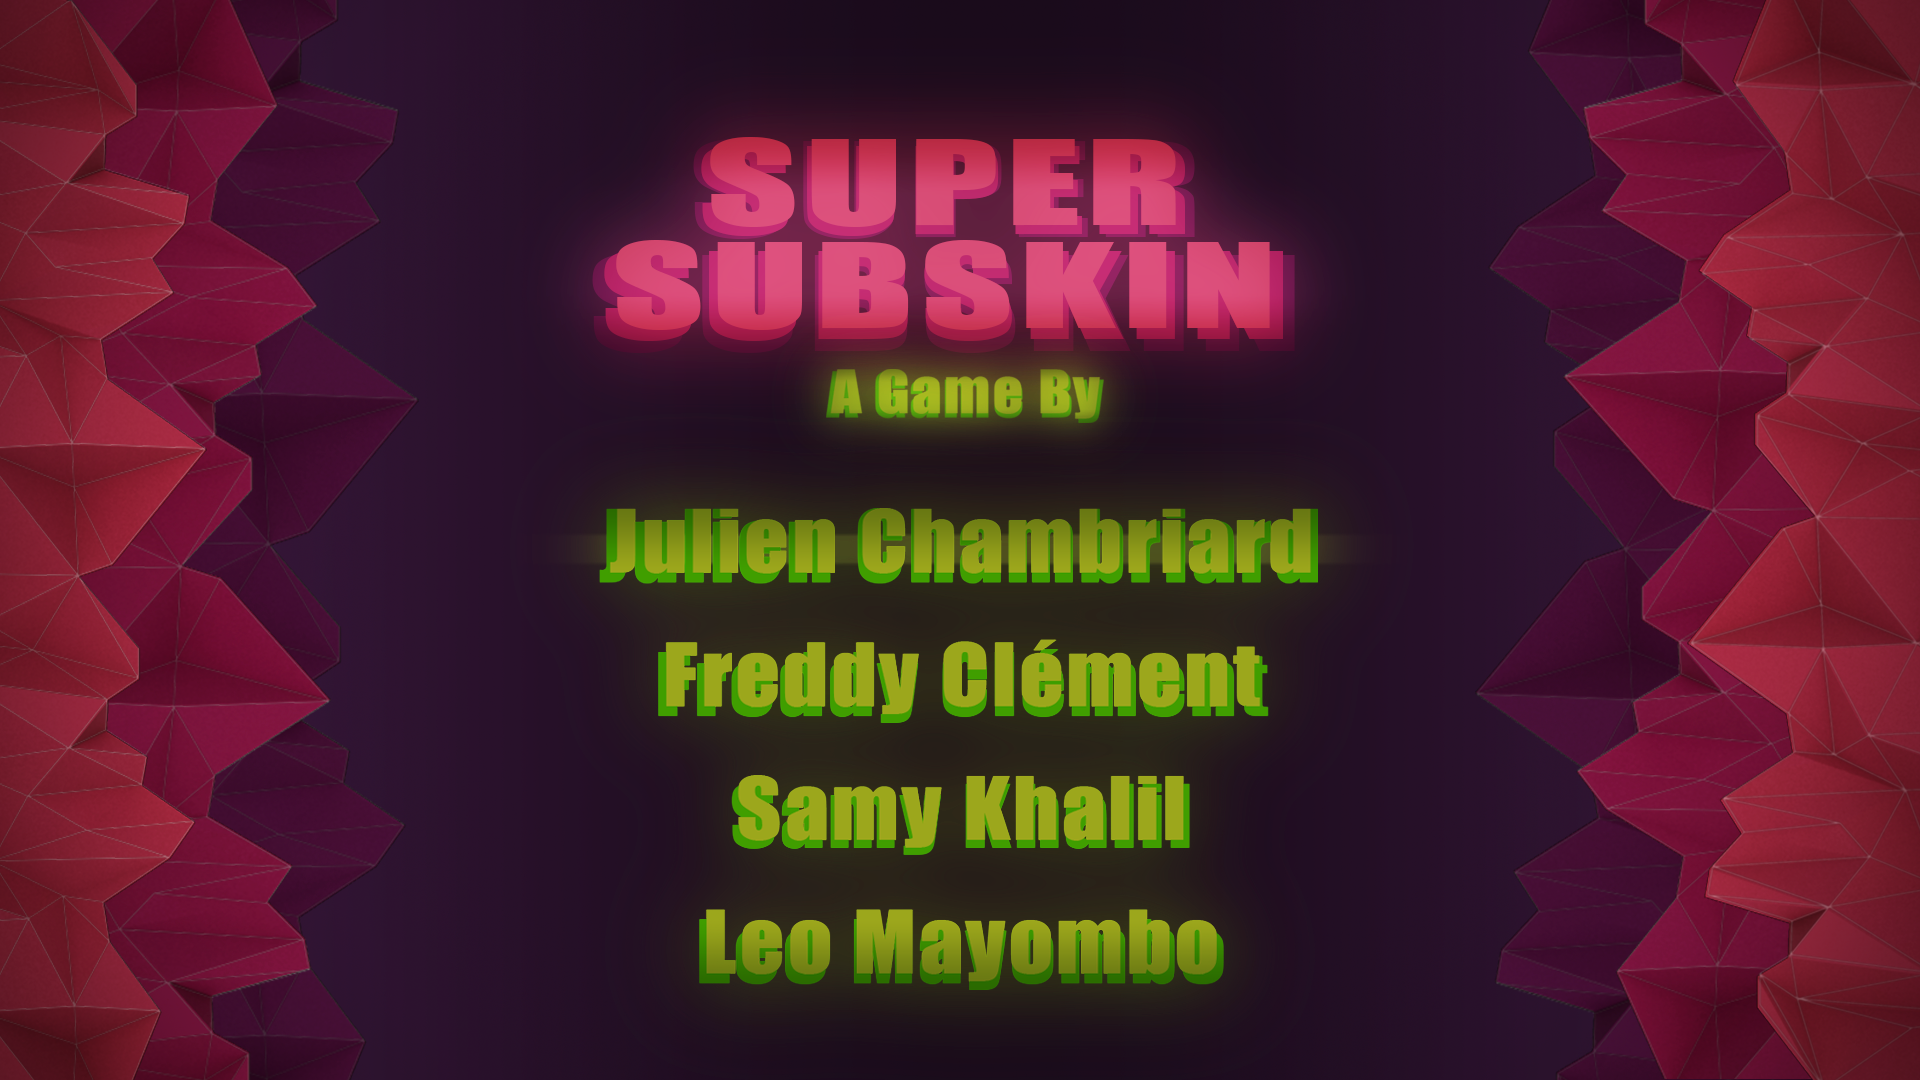 SUPER
SUBSKIN
A Game By
Julien Chambriard
Freddy Clément
Samy Khalil
Leo Mayombo